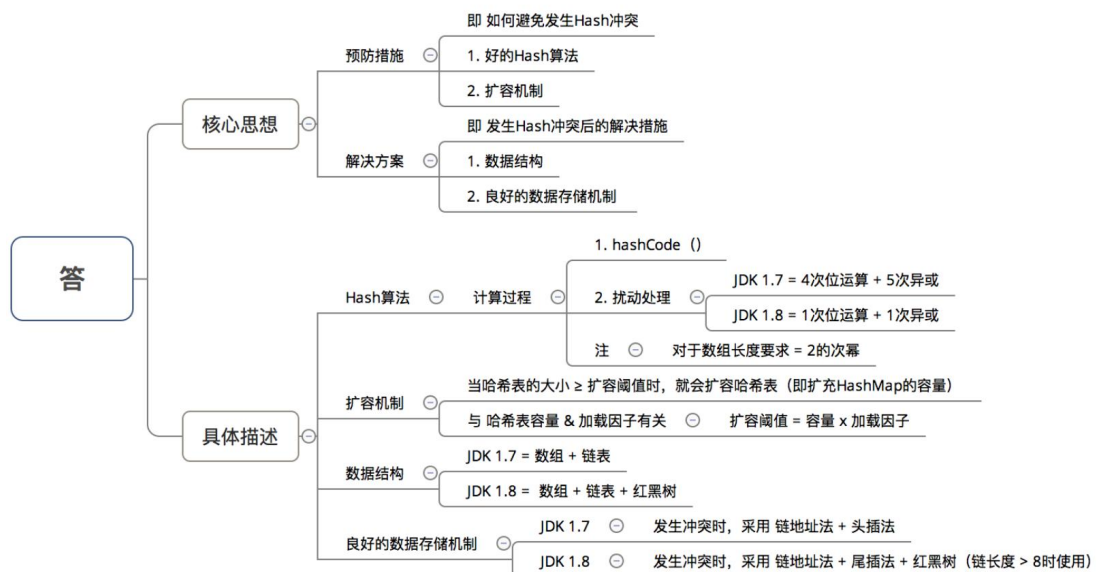 答
核心思想
预防措施
即 如何避免发生Hash冲突
1. 好的Hash算法
2. 扩容机制
解决方案
即 发生Hash冲突后的解决措施
1. 数据结构
2. 良好的数据存储机制
具体描述
Hash算法
计算过程
1. hashCode（）
2. 扰动处理
JDK 1.7 = 4次位运算 + 5次异或
JDK 1.8 = 1次位运算 + 1次异或
注
对于数组长度要求 = 2的次幂
扩容机制
当哈希表的大小 ≥ 扩容阈值时，就会扩容哈希表（即扩充HashMap的容量）
与 哈希表容量 & 加载因子有关
扩容阈值 = 容量 x 加载因子
数据结构
JDK 1.7 = 数组 + 链表
JDK 1.8 = 数组 + 链表 + 红黑树
良好的数据存储机制
JDK 1.7
发生冲突时，采用 链地址法 + 头插法
JDK 1.8
发生冲突时，采用 链地址法 + 尾插法 + 红黑树（链长度 > 8时使用）